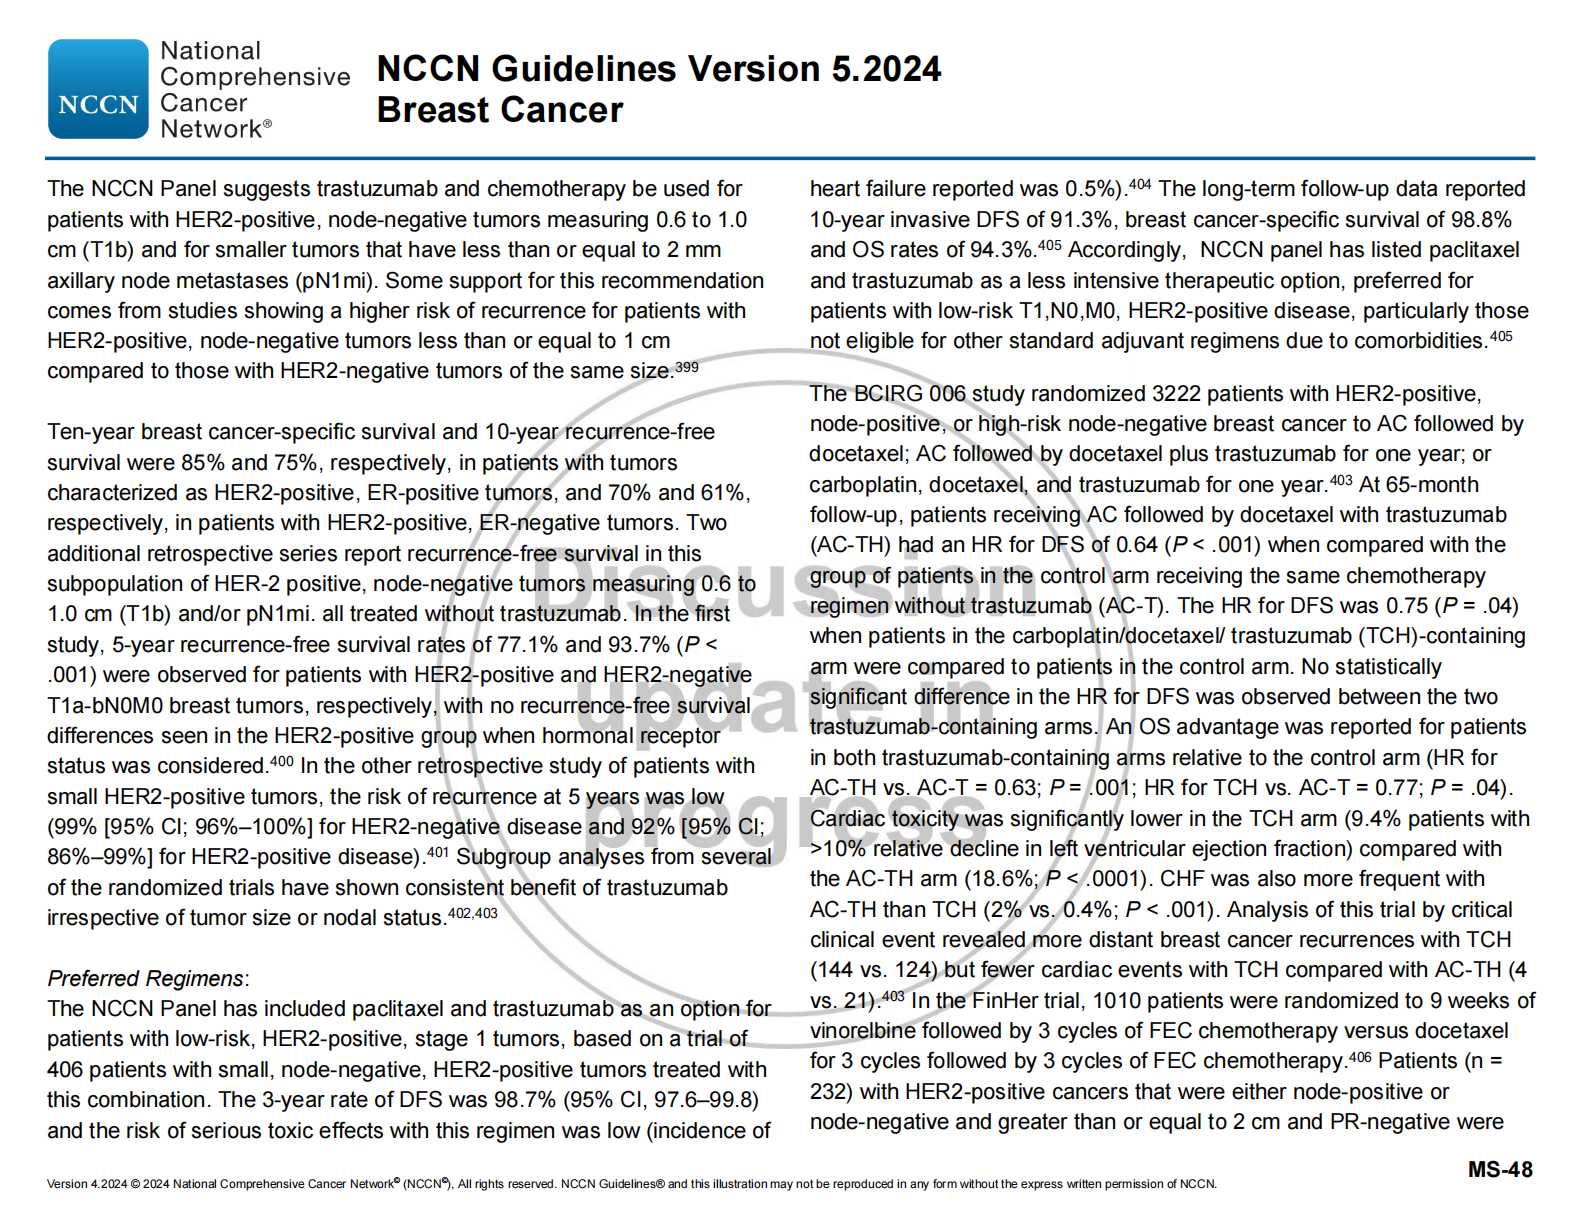 National
Comprehensive
Cancer
Network®
NCCN
NCCN Guidelines Version 5.2024
Breast Cancer
The NCCN Panel suggests trastuzumab and chemotherapy be used for
patients with HER2-positive, node-negative tumors measuring 0.6 to 1.0
cm (T1b) and for smaller tumors that have less than or equal to 2 mm
axillary node metastases (pN1mi). Some support for this recommendation
comes from studies showing a higher risk of recurrence for patients with
HER2-positive, node-negative tumors less than or equal to 1 cm
compared to those with HER2-negative tumors of the same size.399
Ten-year breast cancer-specific survival and 10-year recurrence-free
survival were 85% and 75%, respectively, in patients with tumors
characterized as HER2-positive, ER-positive tumors, and 70% and 61%,
respectively, in patients with HER2-positive, ER-negative tumors. Two
additional retrospective series report recurrence-free survival in this
subpopulation of HER-2 positive, node-negative tumors measuring 0.6 to
1.0 cm (T1b) and/or pN1mi. all treated without trastuzumab. In the first
study, 5-year recurrence-free survival rates of 77.1% and 93.7% (P <
.001) were observed for patients with HER2-positive and HER2-negative
T1a-bN0M0 breast tumors, respectively, with no recurrence-free survival
differences seen in the HER2-positive group when hormonal receptor
status was considered.400 In the other retrospective study of patients with
small HER2-positive tumors, the risk of recurrence at 5 years was low
(99% [95% CI; 96%–100%] for HER2-negative disease and 92% [95% CI;
86%–99%] for HER2-positive disease).401 Subgroup analyses from several
of the randomized trials have shown consistent benefit of trastuzumab
irrespective of tumor size or nodal status.402,403
Preferred Regimens:
The NCCN Panel has included paclitaxel and trastuzumab as an option for
patients with low-risk, HER2-positive, stage 1 tumors, based on a trial of
406 patients with small, node-negative, HER2-positive tumors treated with
this combination. The 3-year rate of DFS was 98.7% (95% CI, 97.6–99.8)
and the risk of serious toxic effects with this regimen was low (incidence of
heart failure reported was 0.5%).404 The long-term follow-up data reported
10-year invasive DFS of 91.3%, breast cancer-specific survival of 98.8%
and OS rates of 94.3%.405 Accordingly, NCCN panel has listed paclitaxel
and trastuzumab as a less intensive therapeutic option, preferred for
patients with low-risk T1,N0,M0, HER2-positive disease, particularly those
not eligible for other standard adjuvant regimens due to comorbidities.405
The BCIRG 006 study randomized 3222 patients with HER2-positive,
node-positive, or high-risk node-negative breast cancer to AC followed by
docetaxel; AC followed by docetaxel plus trastuzumab for one year; or
carboplatin, docetaxel, and trastuzumab for one year.403 At 65-month
follow-up, patients receiving AC followed by docetaxel with trastuzumab
(AC-TH) had an HR for DFS of 0.64 (P < .001) when compared with the
group of patients in the control arm receiving the same chemotherapy
regimen without trastuzumab (AC-T). The HR for DFS was 0.75 (P = .04)
when patients in the carboplatin/docetaxel/ trastuzumab (TCH)-containing
arm were compared to patients in the control arm. No statistically
significant difference in the HR for DFS was observed between the two
trastuzumab-containing arms. An OS advantage was reported for patients
in both trastuzumab-containing arms relative to the control arm (HR for
AC-TH vs. AC-T = 0.63; P = .001; HR for TCH vs. AC-T = 0.77; P = .04).
Cardiac toxicity was significantly lower in the TCH arm (9.4% patients with
>10% relative decline in left ventricular ejection fraction) compared with
the AC-TH arm (18.6%; P < .0001). CHF was also more frequent with
AC-TH than TCH (2% vs. 0.4%; P < .001). Analysis of this trial by critical
clinical event revealed more distant breast cancer recurrences with TCH
(144 vs. 124) but fewer cardiac events with TCH compared with AC-TH (4
vs. 21).403 In the FinHer trial, 1010 patients were randomized to 9 weeks of
vinorelbine followed by 3 cycles of FEC chemotherapy versus docetaxel
for 3 cycles followed by 3 cycles of FEC chemotherapy.406 Patients (n =
232) with HER2-positive cancers that were either node-positive or
node-negative and greater than or equal to 2 cm and PR-negative were
Discussion
update in
progress
MS-48
Version 4.2024 © 2024 National Comprehensive Cancer Network© (NCCN©), All rights reserved. NCCN Guidelines® and this illustration may not be reproduced in any form without the express written permission of NCCN.